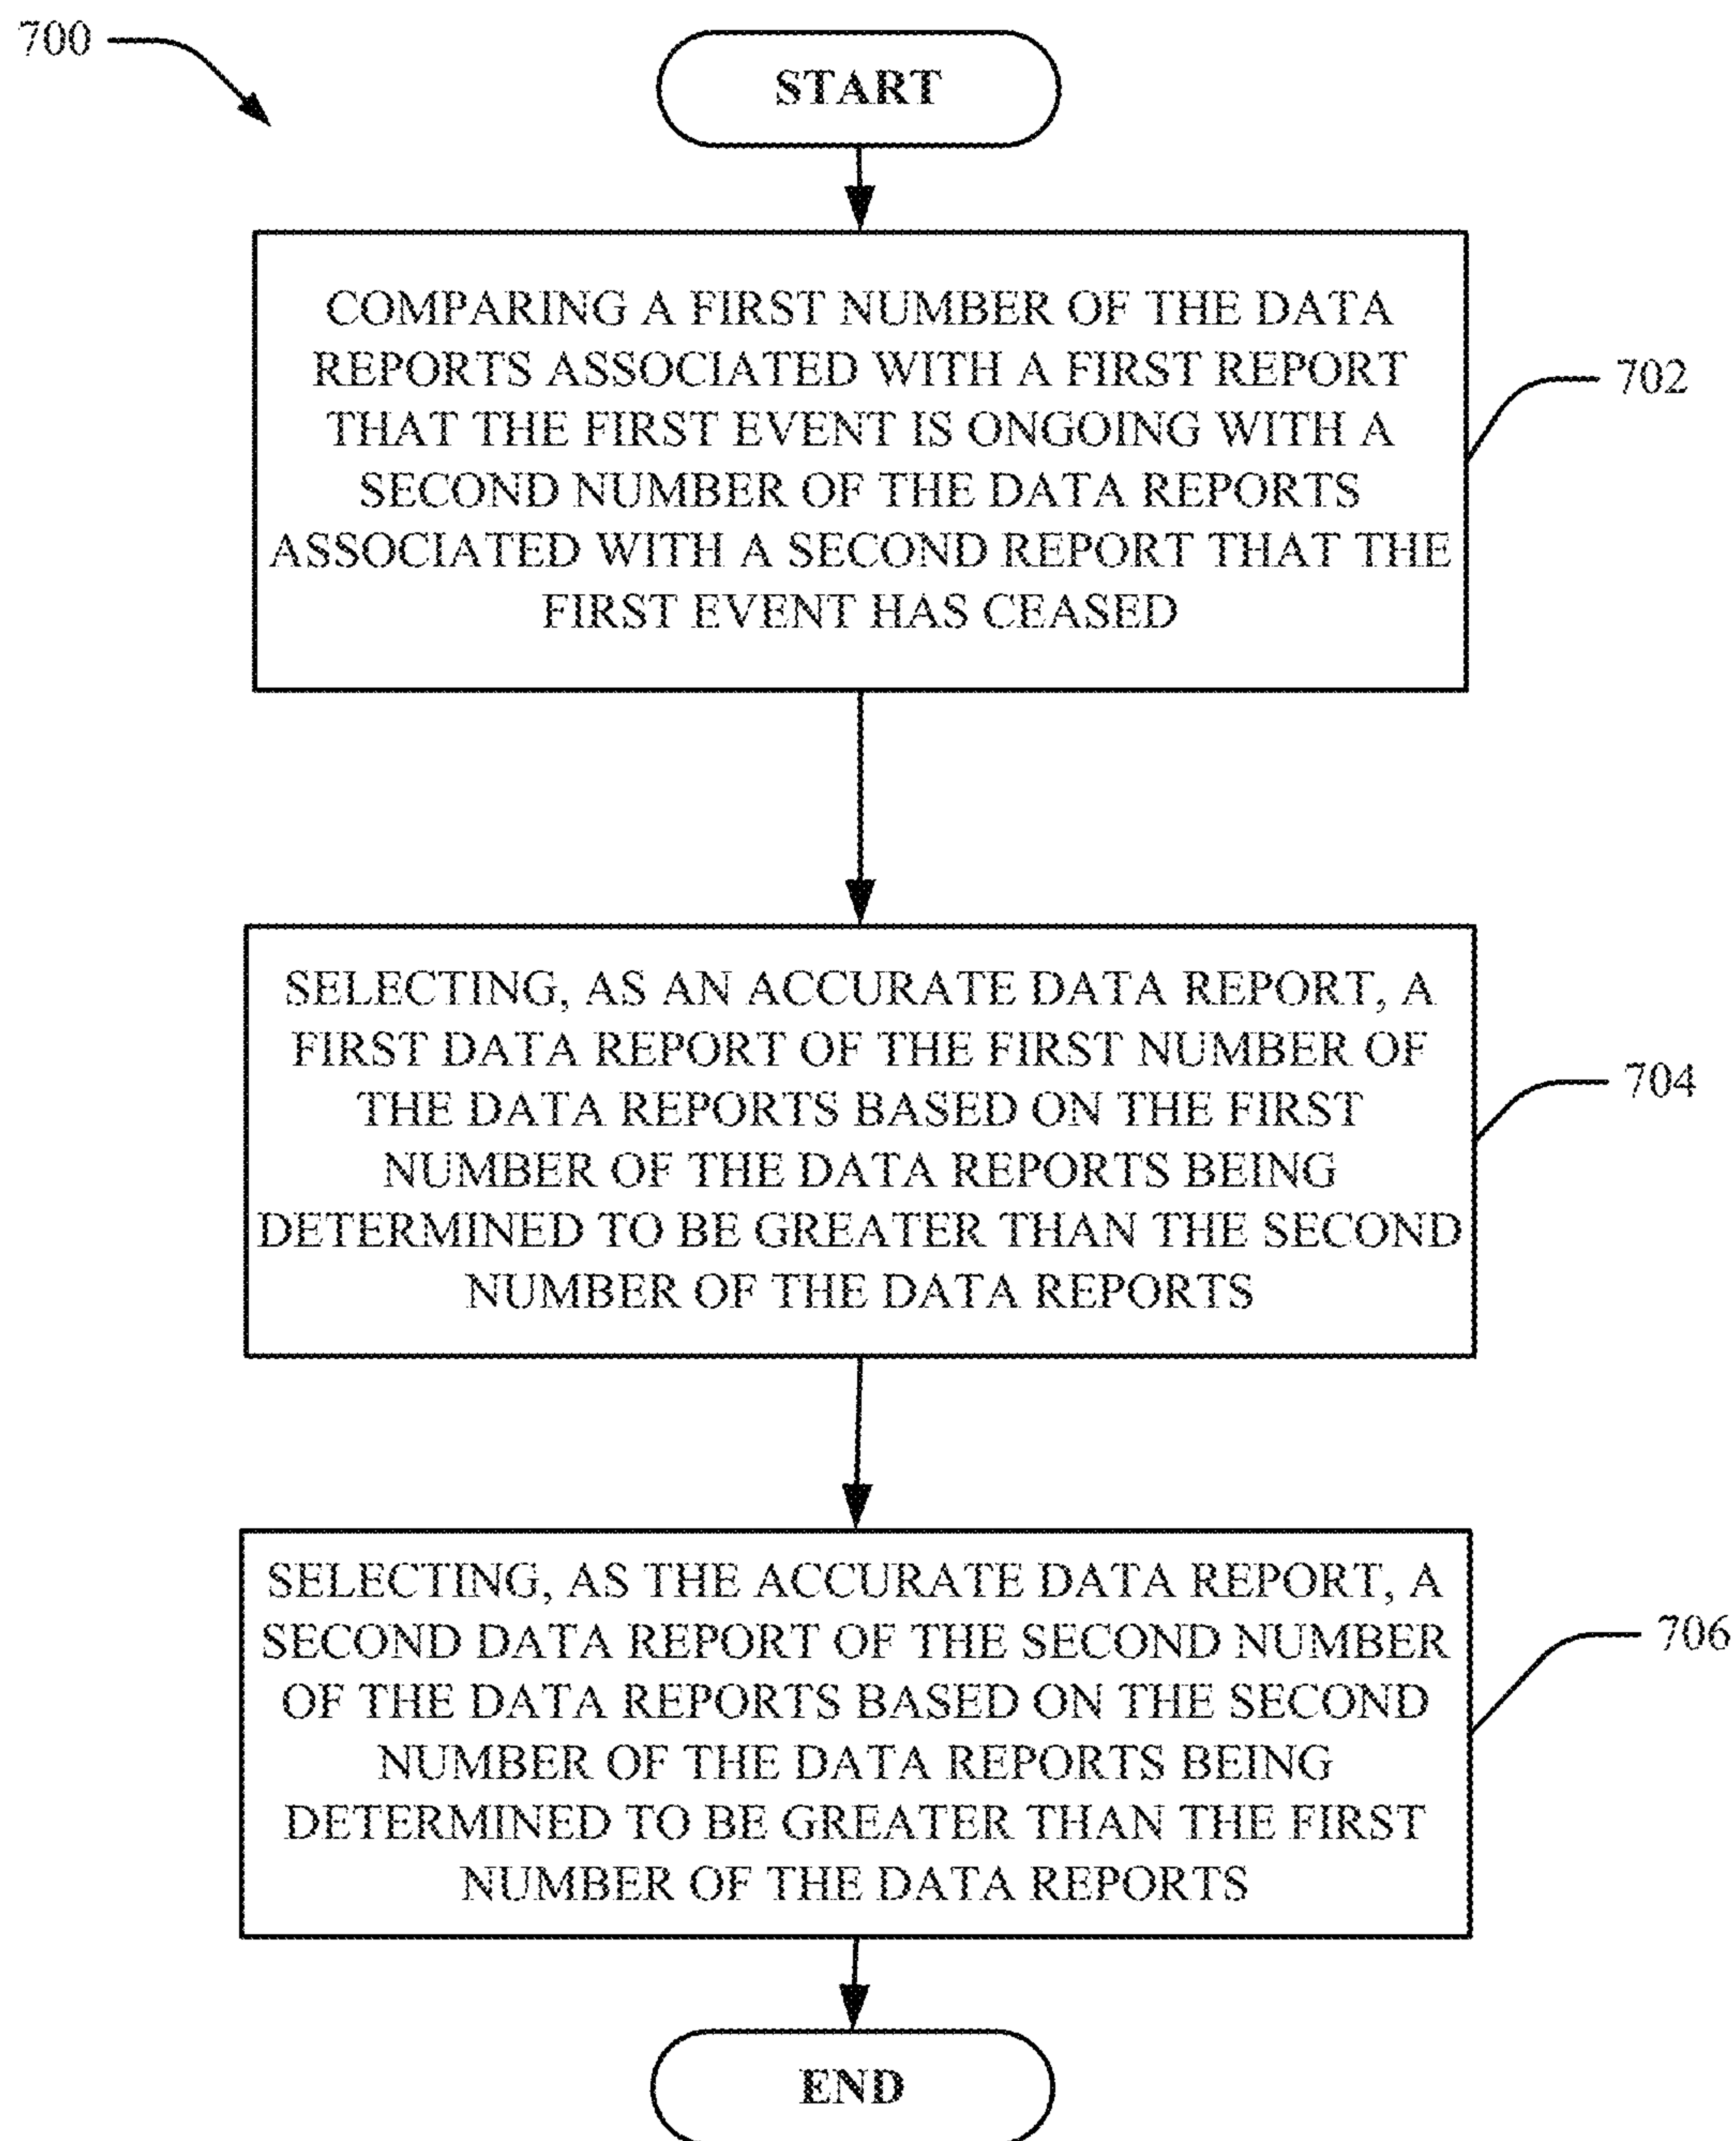 700
START
COMPARING A FIRST NUMBER OF THE DATA
REPORTS ASSOCIATED WITH A FIRST REPORT
THAT THE FIRST EVENT IS ONGOING WITH A
SECOND NUMBER OF THE DATA REPORTS
ASSOCIATED WITH A SECOND REPORT THAT THE
FIRST EVENT HAS CEASED
702
SELECTING, AS AN ACCURATE DATA REPORT, A
FIRST DATA REPORT OF THE FIRST NUMBER OF
THE DATA REPORTS BASED ON THE FIRST
NUMBER OF THE DATA REPORTS BEING
DETERMINED TO BE GREATER THAN THE SECOND
NUMBER OF THE DATA REPORTS
704
SELECTING, AS THE ACCURATE DATA REPORT, A
SECOND DATA REPORT OF THE SECOND NUMBER
OF THE DATA REPORTS BASED ON THE SECOND
NUMBER OF THE DATA REPORTS BEING
DETERMINED TO BE GREATER THAN THE FIRST
NUMBER OF THE DATA REPORTS
706
END